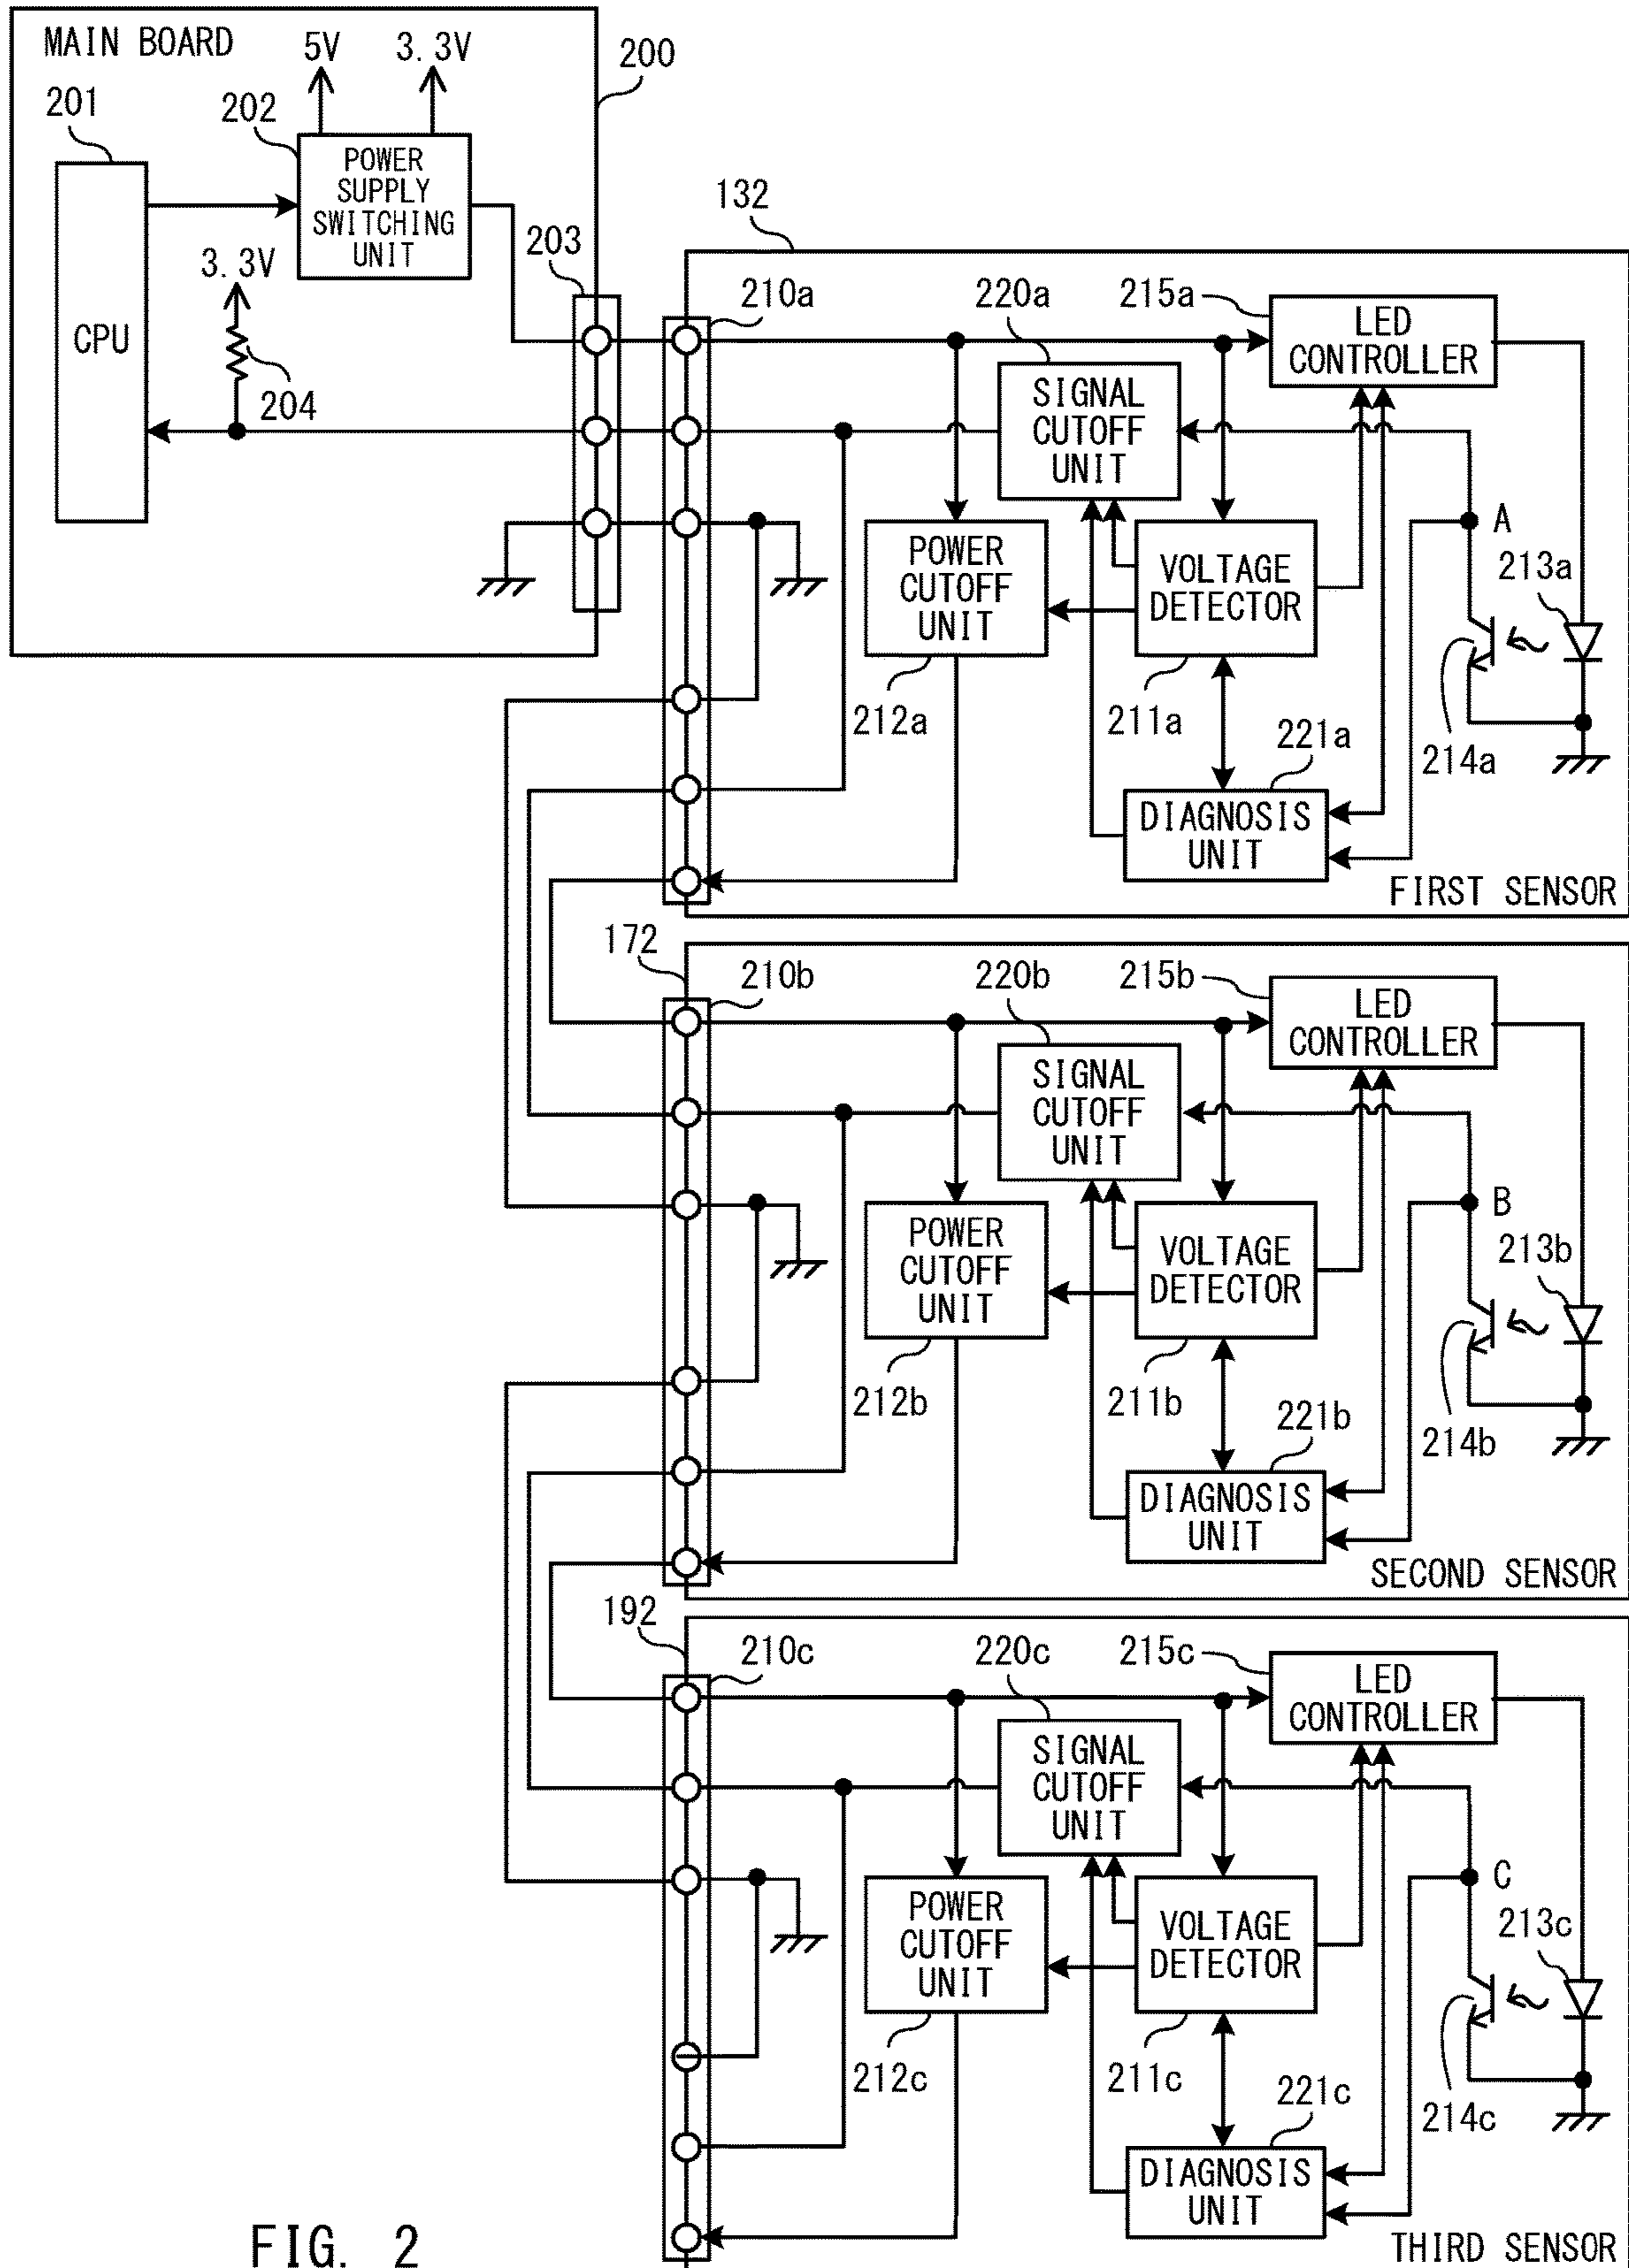 MAIN BOARD
5V
3.3V
200
201
202
POWER
SUPPLY
SWITCHING
UNIT
CPU
3.3V
204
203
132
210a
220a
215a
LED
CONTROLLER
SIGNAL
CUTOFF
UNIT
POWER
CUTOFF
UNIT
VOLTAGE
DETECTOR
A
213a
212a
211a
214a
221a
DIAGNOSIS
UNIT
FIRST SENSOR
172
210b
220b
215b
LED
CONTROLLER
SIGNAL
CUTOFF
UNIT
POWER
CUTOFF
UNIT
VOLTAGE
DETECTOR
B
213b
212b
211b
214b
221b
DIAGNOSIS
UNIT
SECOND SENSOR
192
210c
220c
215c
LED
CONTROLLER
SIGNAL
CUTOFF
UNIT
POWER
CUTOFF
UNIT
VOLTAGE
DETECTOR
C
213c
212c
211c
214c
221c
DIAGNOSIS
UNIT
THIRD SENSOR
FIG. 2